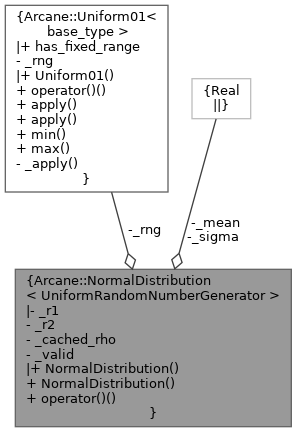 {Arcane::Uniform01<
base_type >
|+ has_fixed_range
- _rng
|+ Uniform01()
+ operator()()
+ apply()
+ apply()
+ min()
+ max()
- _apply()
}
{Real
||}
-_rng
-_mean
-_sigma
{Arcane::NormalDistribution
< UniformRandomNumberGenerator >
|- _r1
- _r2
- _cached_rho
- _valid
|+ NormalDistribution()
+ NormalDistribution()
+ operator()()
}